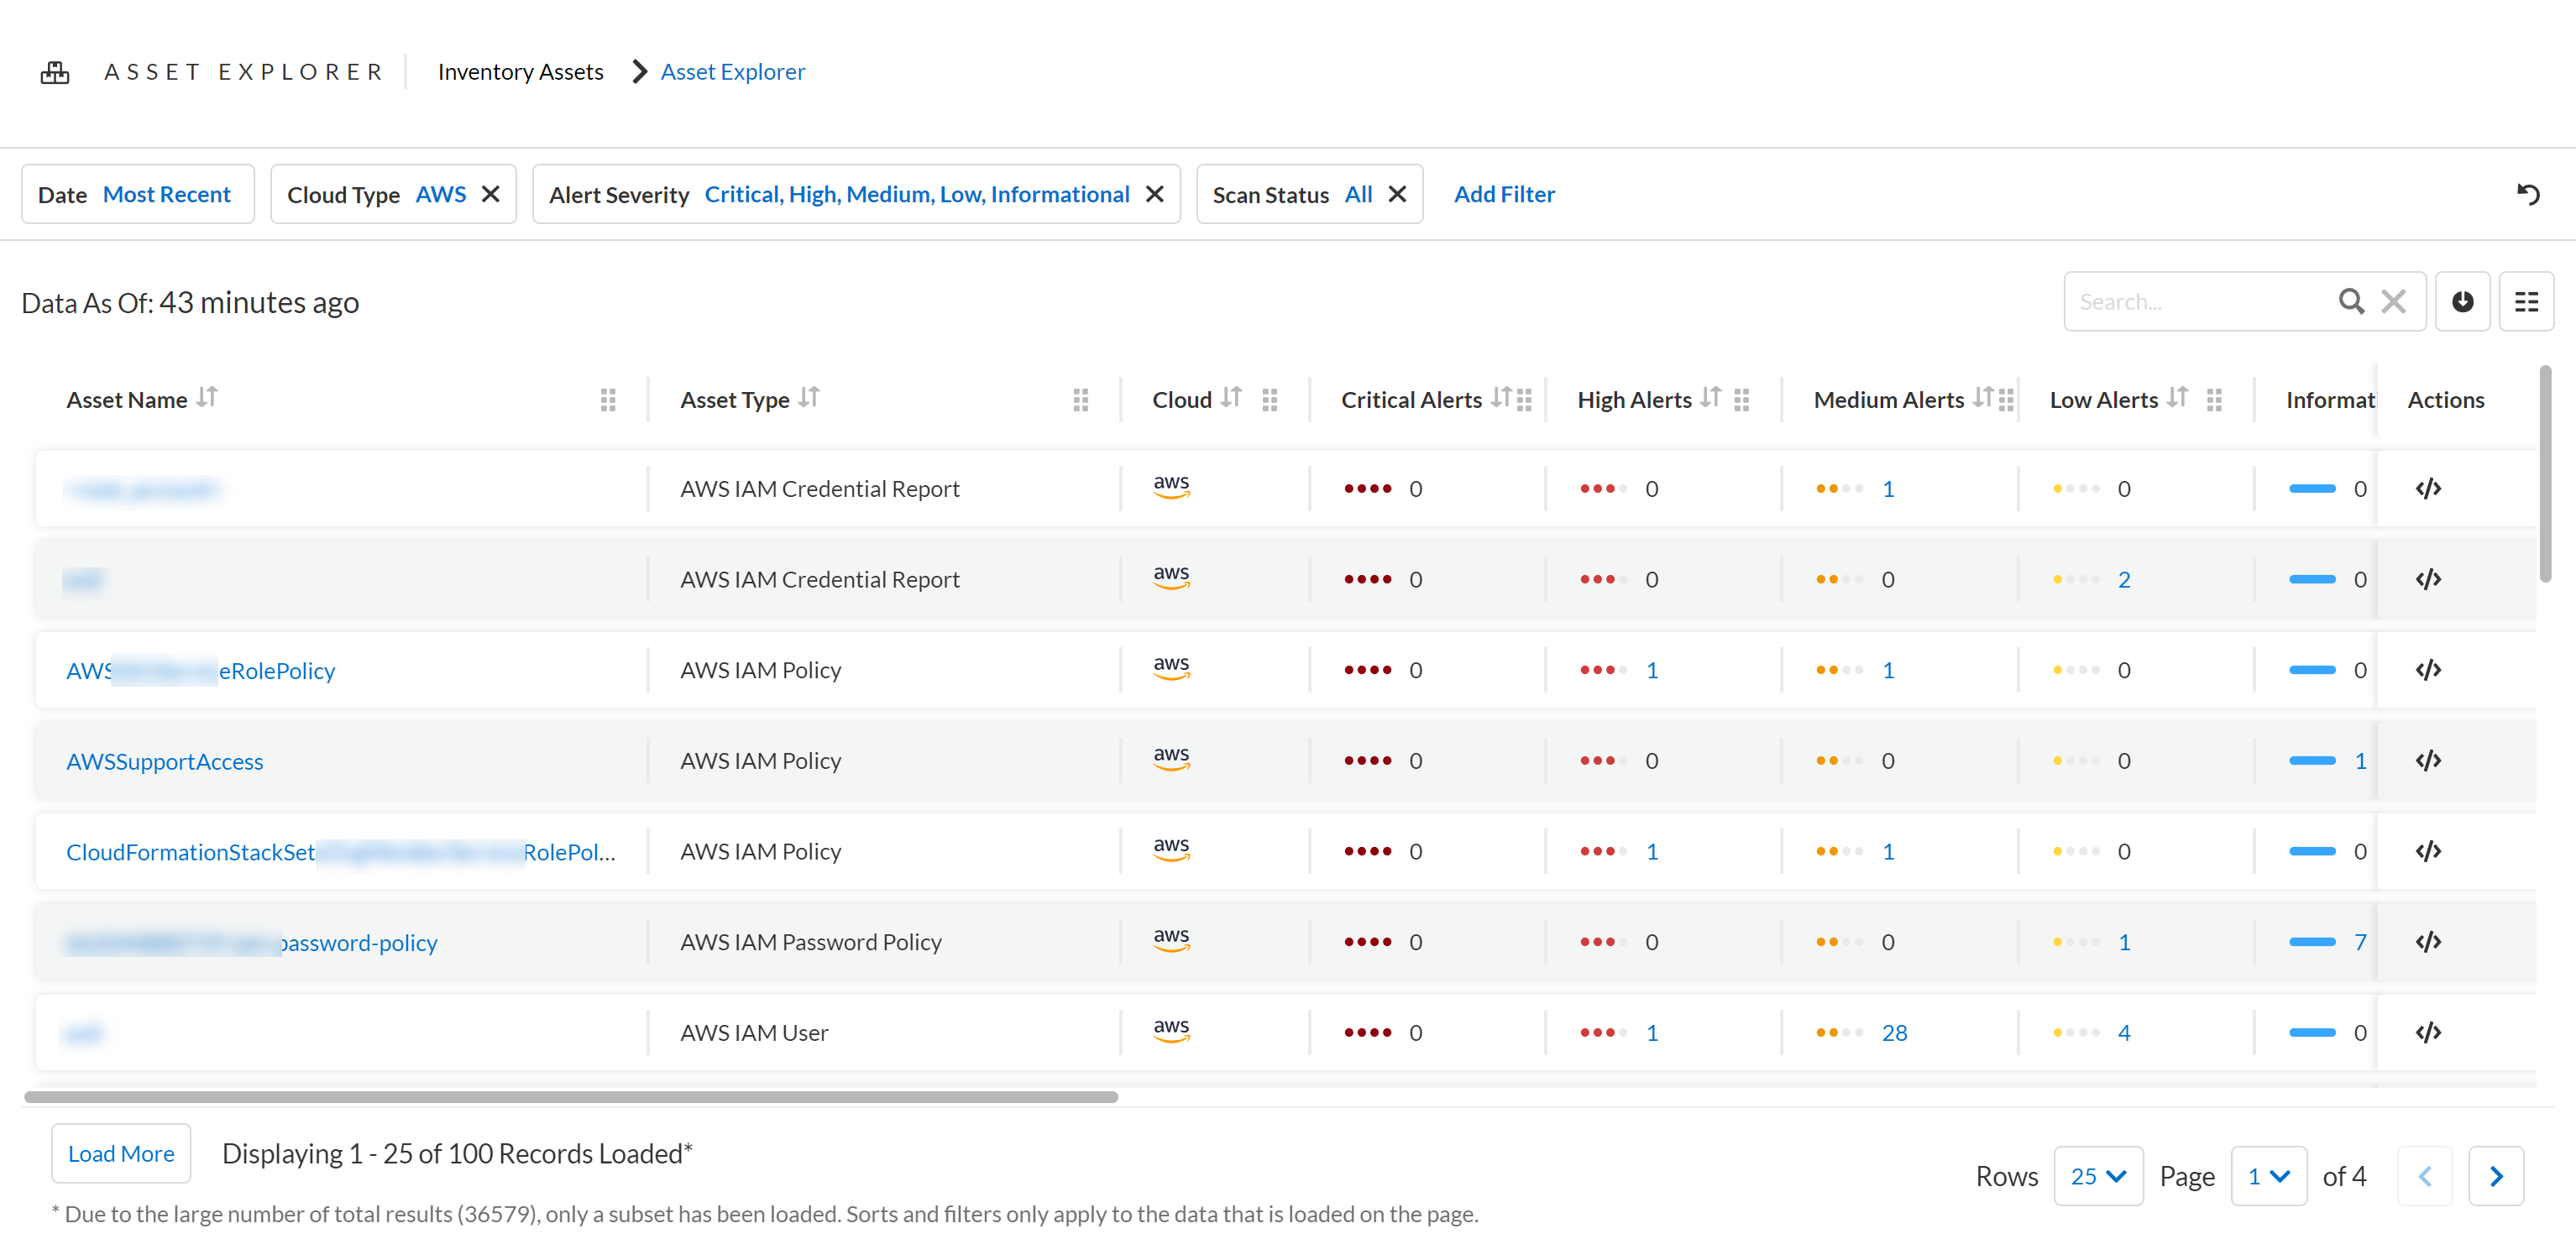 ASSET EXPLORER Inventory Assets Asset Explorer
Date Most Recent Cloud Type AWS Alert Severity Critical, High, Medium, Low, Informational Scan Status All Add Filter
Data As Of: 43 minutes ago Search...
Asset Name Asset Type Cloud Critical Alerts High Alerts Medium Alerts Low Alerts Informat Actions
AWS IAM Credential Report aws 0 0 1 0 0
AWS IAM Credential Report aws 0 0 0 2 0
AWS eRolePolicy AWS IAM Policy aws 0 1 1 0 0
AWSSupportAccess AWS IAM Policy aws 0 0 0 0 1
CloudFormationStackSet RolePol... AWS IAM Policy aws 0 1 1 0 0
password-policy AWS IAM Password Policy aws 0 0 0 1 7
AWS IAM User aws 0 1 28 4 0
Load More Displaying 1 - 25 of 100 Records Loaded* Rows 25 Page 1 of 4
* Due to the large number of total results (36579), only a subset has been loaded. Sorts and filters only apply to the data that is loaded on the page.